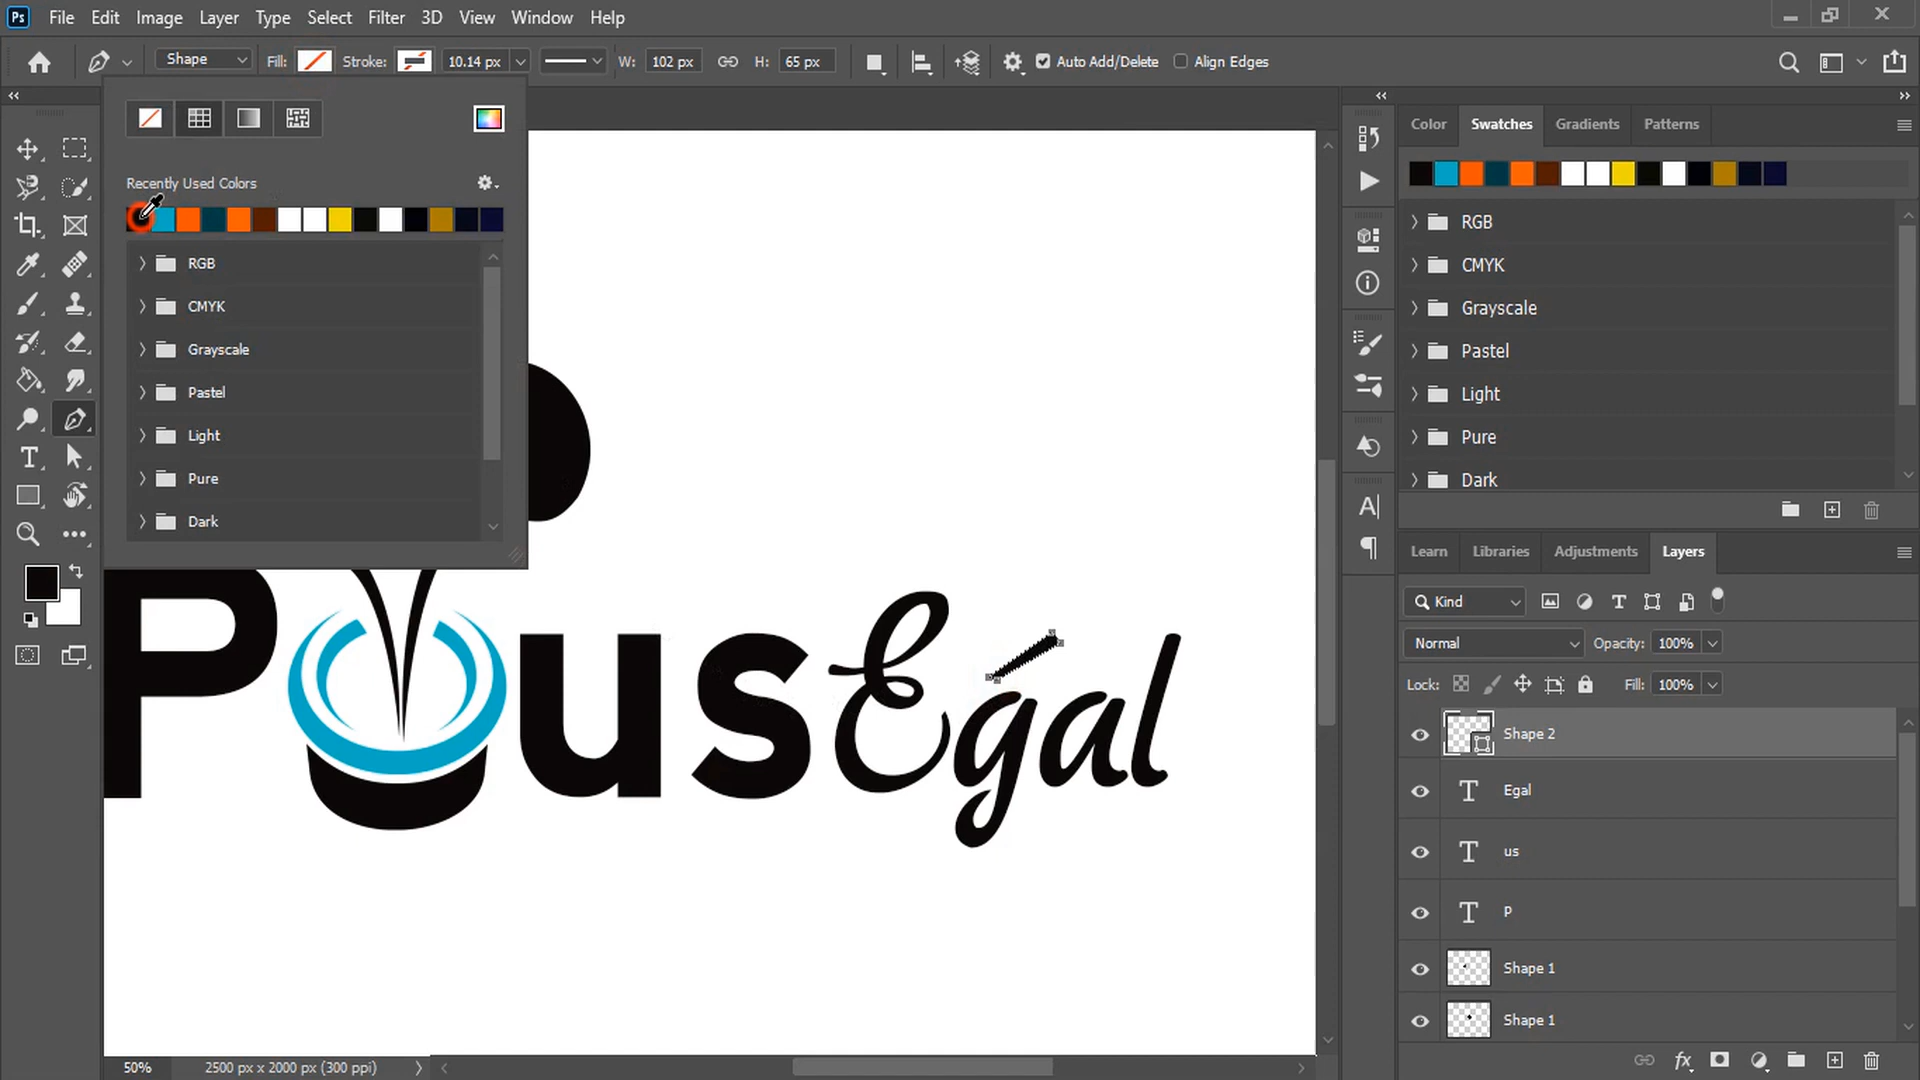 Ps File Edit Image Layer Type Select Filter 3D View Window Help
Shape Fill: Stroke: 10.14 px W: 102 px H: 65 px Auto Add/Delete Align Edges
Color Swatches Gradients Patterns
Recently Used Colors
RGB
CMYK
Grayscale
Pastel
Light
Pure
Dark
RGB
CMYK
Grayscale
Pastel
Light
Pure
Dark
P us Egal
Learn Libraries Adjustments Layers
Kind
Normal Opacity: 100%
Lock: Fill: 100%
Shape 2
Egal
us
P
Shape 1
Shape 1
50% 2500 px x 2000 px (300 ppi)